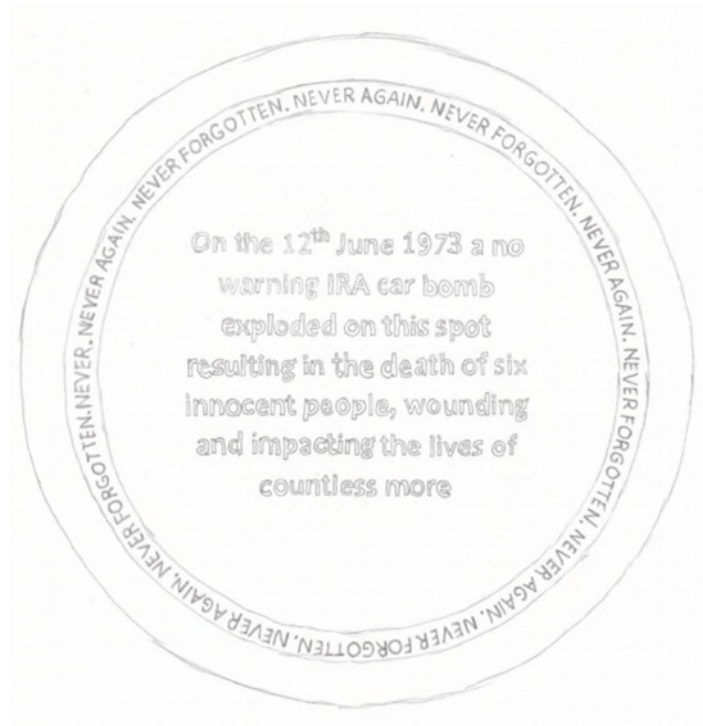 NEVER FORGOTTEN. NEVER AGAIN. NEVER FORGOTTEN. NEVER AGAIN. NEVER FORGOTTEN. NEVER AGAIN. NEVER FORGOTTEN. NEVER AGAIN. NEVER FORGOTTEN. NEVER. NEVER AGAIN.
On the 12th June 1973 a no
warning IRA car bomb
exploded on this spot
resulting in the death of six
innocent people, wounding
and impacting the lives of
countless more